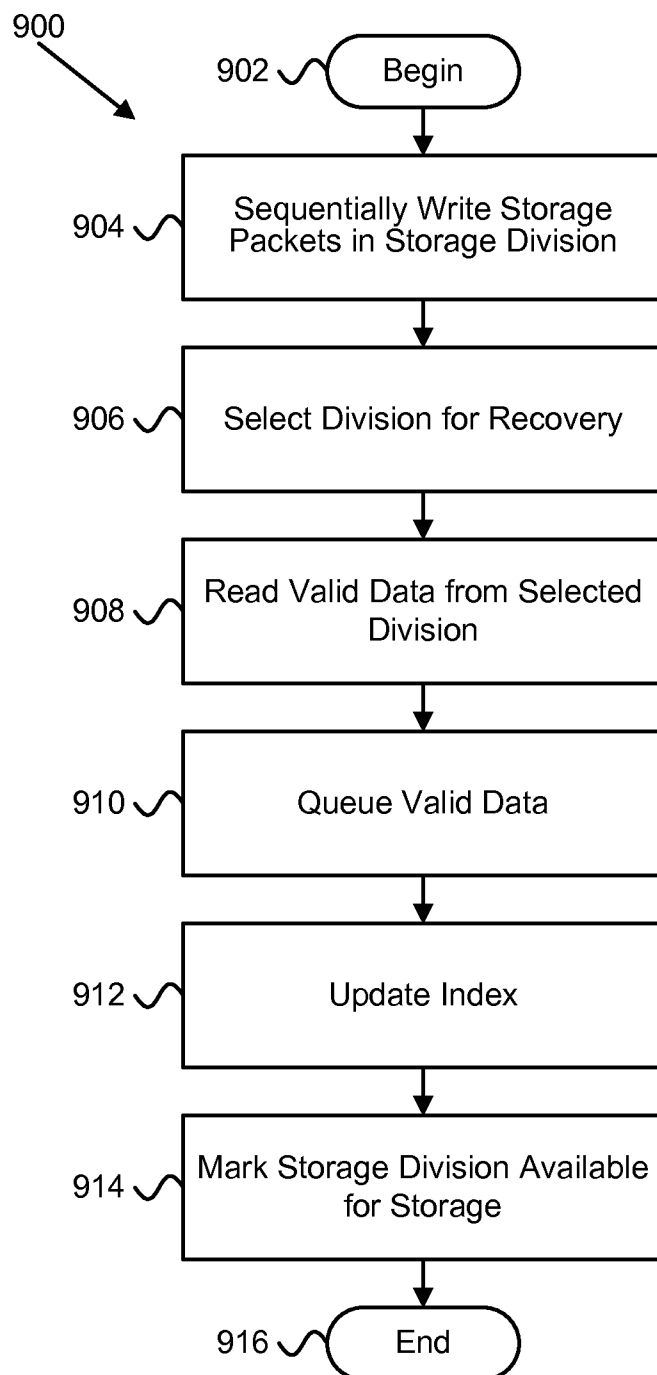 900
902
Begin
904
Sequentially Write Storage
Packets in Storage Division
906
Select Division for Recovery
908
Read Valid Data from Selected
Division
910
Queue Valid Data
912
Update Index
914
Mark Storage Division Available
for Storage
916
End